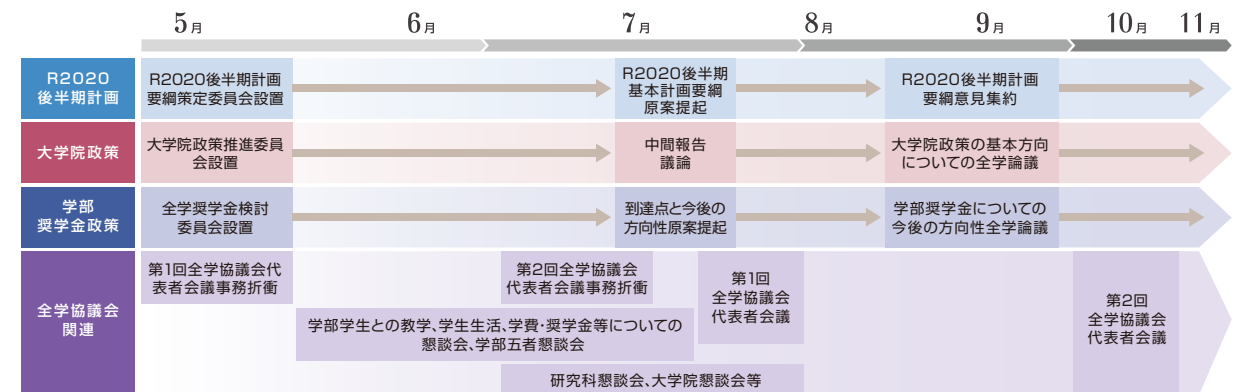 5月 6月 7月 8月 9月 10月 11月
R2020
後半期計画
R2020後半期計画
要綱策定委員会設置
R2020後半期
基本計画要綱
原案提起
R2020後半期計画
要綱意見集約
大学院政策
大学院政策推進委員
会設置
中間報告
議論
大学院政策の基本方向
についての全学論議
学部
奨学金政策
全学奨学金検討
委員会設置
到達点と今後の
方向性原案提起
学部奨学金についての
今後の方向性全学論議
全学協議会
関連
第1回全学協議会代
表者会議事務折衝
第2回全学協議会
代表者会議事務折衝
第1回
全学協議会
代表者会議
学部学生との教学、学生生活、学費・奨学金等についての
懇談会、学部五者懇談会
研究科懇談会、大学院懇談会等
第2回
全学協議会
代表者会議